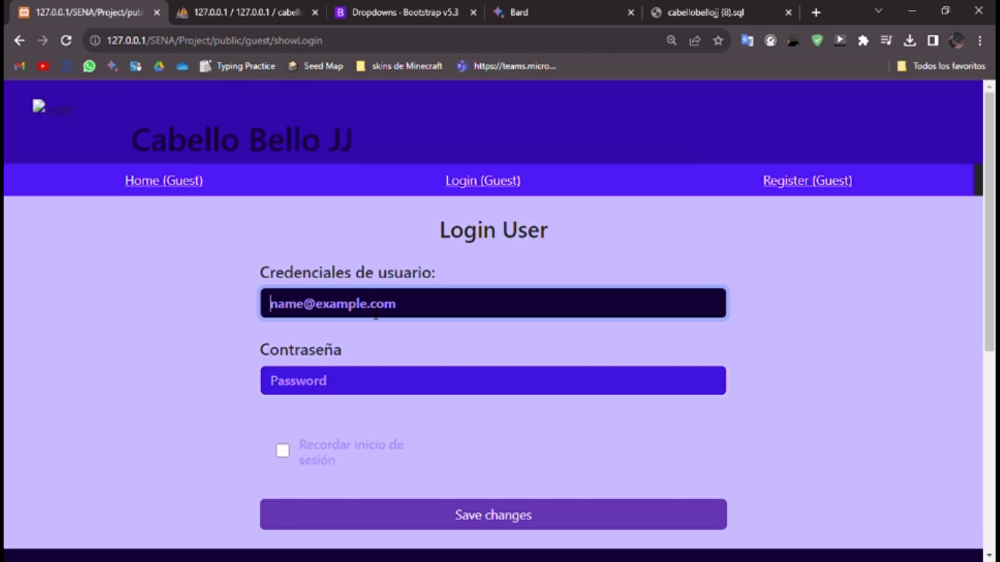 127.0.0.1/SENA/Project/publ
127.0.0.1 / 127.0.0.1 / cabell
Dropdowns · Bootstrap v5.3
Bard
cabellobellojj (8).sql
127.0.0.1/SENA/Project/public/guest/showLogin
Typing Practice
Seed Map
skins de Minecraft
https://teams.micro...
Todos los favoritos
Logo
Cabello Bello JJ
Home (Guest)
Login (Guest)
Register (Guest)
Login User
Credenciales de usuario:
name@example.com
Contraseña
Password
Recordar inicio de
sesión
Save changes